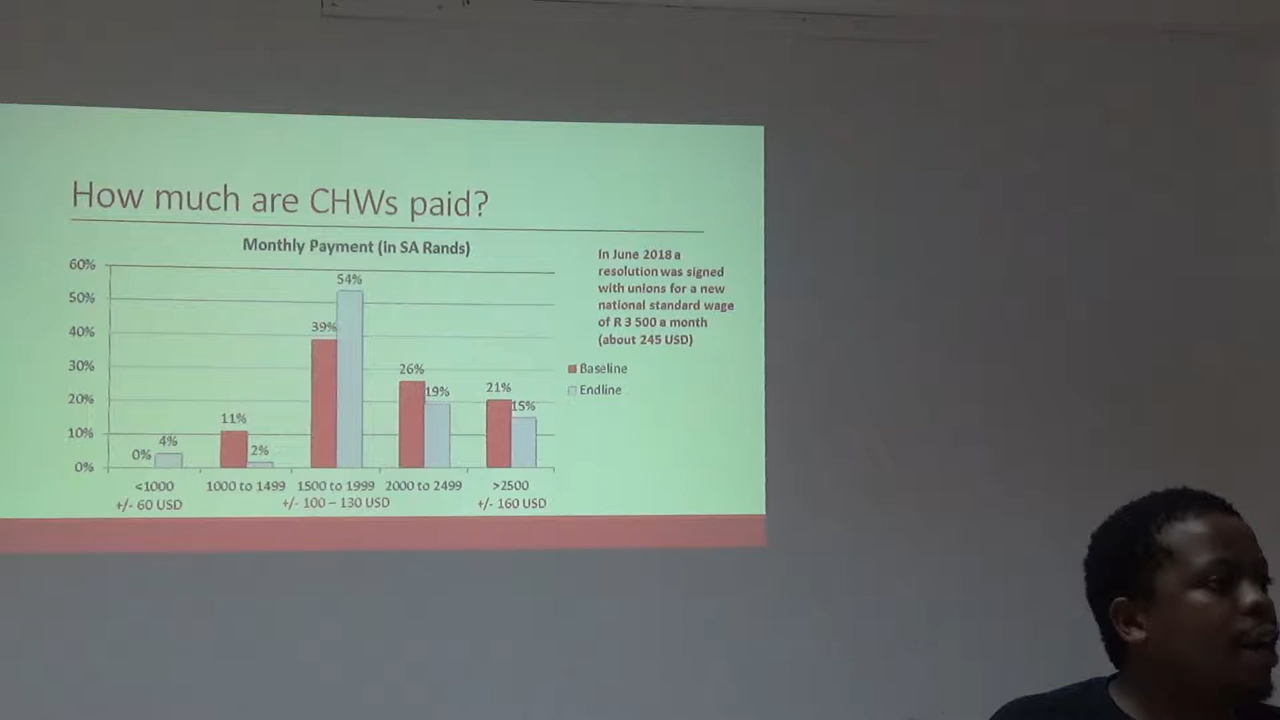 How much are CHWs paid?
Monthly Payment (in SA Rands)
60%
50%
40%
30%
20%
10%
0%
0%
4%
11%
2%
39%
54%
26%
19%
21%
15%
<1000
+/- 60 USD
1000 to 1499
1500 to 1999
+/- 100 – 130 USD
2000 to 2499
>2500
+/- 160 USD
In June 2018 a
resolution was signed
with unions for a new
national standard wage
of R 3 500 a month
(about 245 USD)
Baseline
Endline